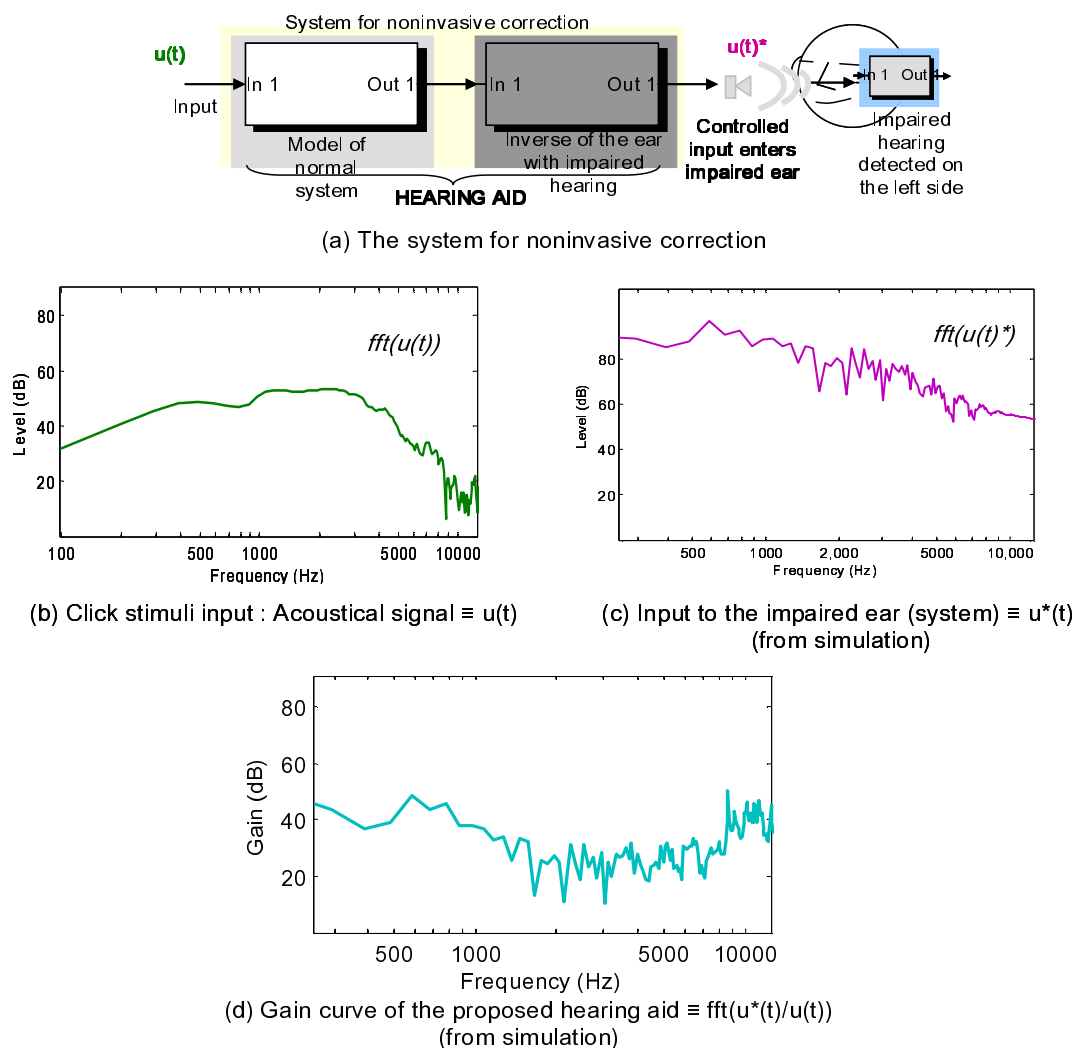 System for noninvasive correction
u(t)
u(t)*
In 1
Out 1
In 1
Out 1
In 1
Out 1
Input
Model of
normal
system
Inverse of the ear
with impaired
hearing
HEARING AID
Controlled
input enters
impaired ear
Impaired
hearing
detected on
the left side
(a) The system for noninvasive correction
80
60
40
20
Level (dB)
fft(u(t))
100
500
1000
5000
10000
Frequency (Hz)
(b) Click stimuli input : Acoustical signal ≡ u(t)
80
60
40
20
Level (dB)
fft(u(t)*)
500
1000
2,000
5000
10,000
Frequency (Hz)
(c) Input to the impaired ear (system) ≡ u*(t)
(from simulation)
80
60
40
20
Gain (dB)
500
1000
5000
10000
Frequency (Hz)
(d) Gain curve of the proposed hearing aid ≡ fft(u*(t)/u(t))
(from simulation)